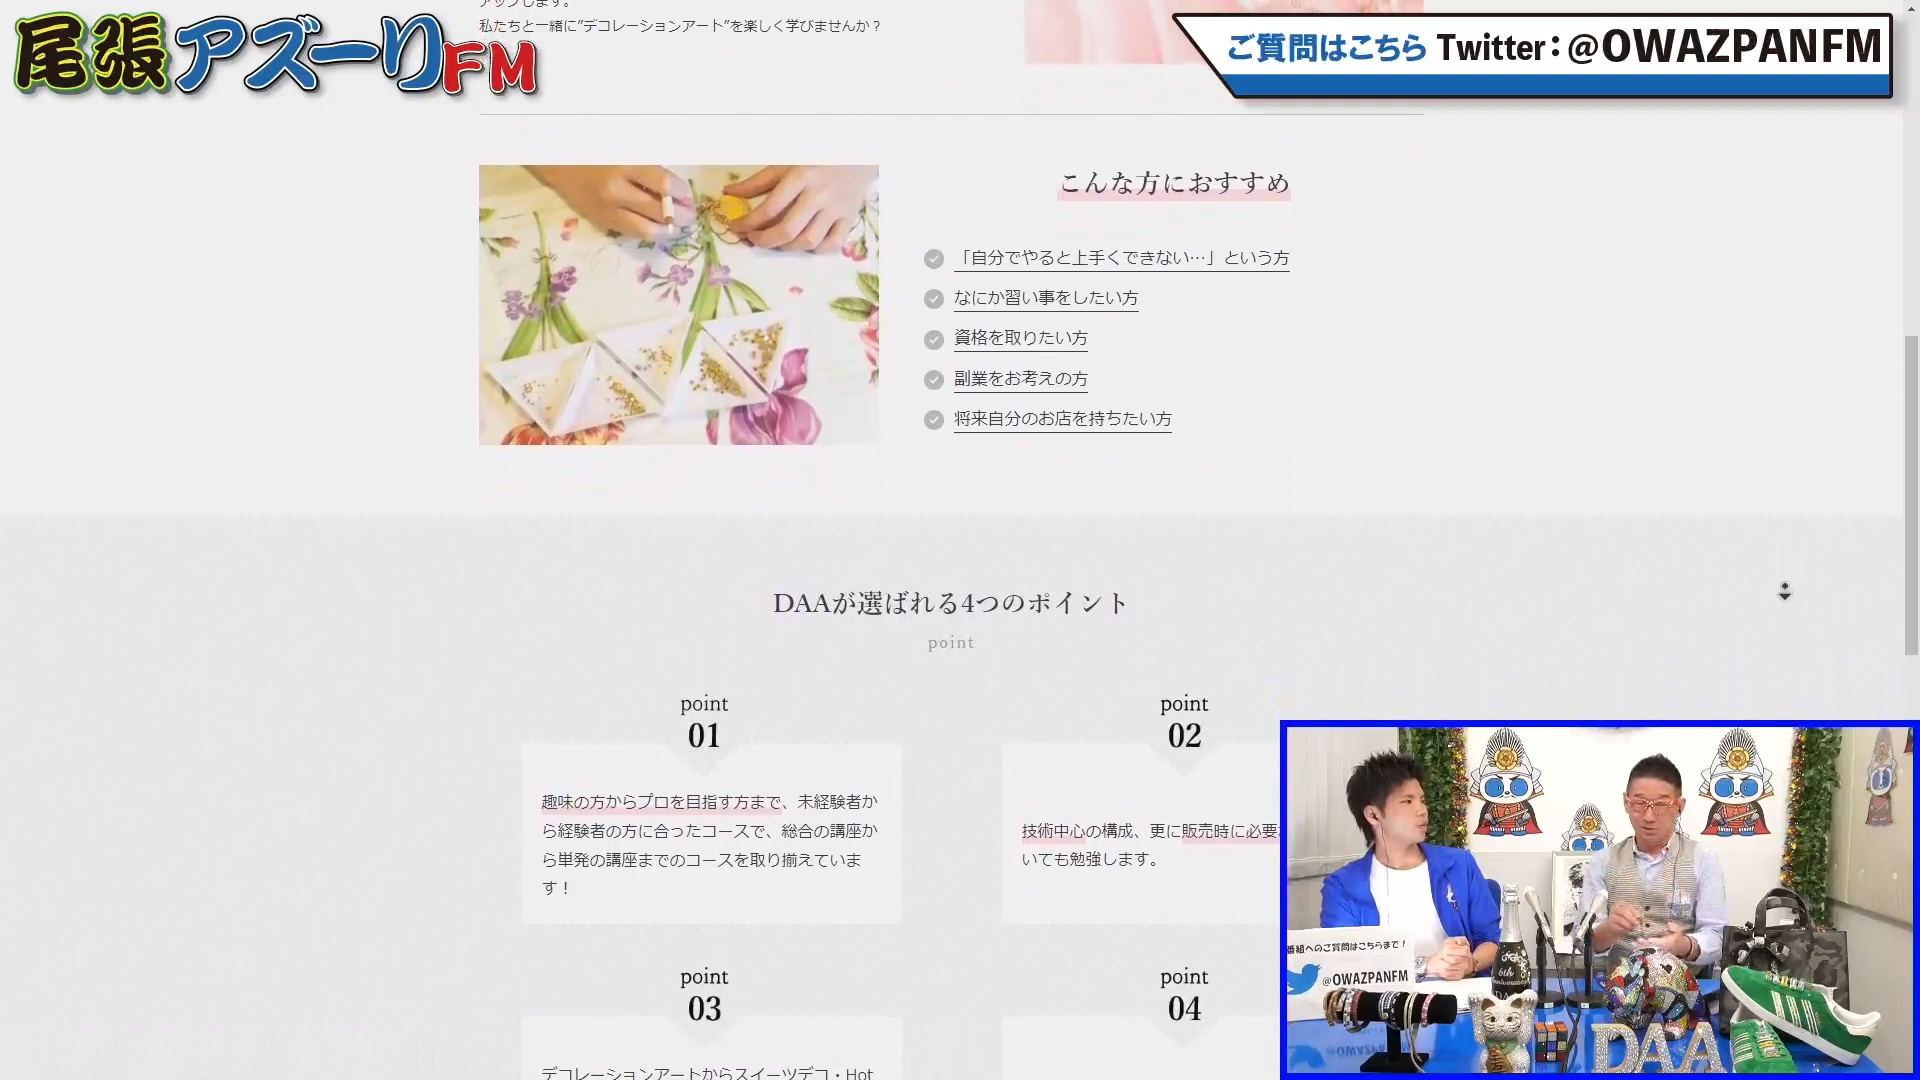 アップします。
私たちと一緒に”デコレーションアート”を楽しく学びませんか？
尾張アズーリFM
ご質問はこちら Twitter：@OWAZPANFM
こんな方におすすめ
「自分でやると上手くできない…」という方
なにか習い事をしたい方
資格を取りたい方
副業をお考えの方
将来自分のお店を持ちたい方
DAAが選ばれる4つのポイント
point
point
01
趣味の方からプロを目指す方まで、未経験者か
ら経験者の方に合ったコースで、総合の講座か
ら単発の講座までのコースを取り揃えていま
す！
point
02
技術中心の構成、更に販売時に必要
いても勉強します。
point
03
デコレーションアートからスイーツデコ・Hot
point
04
番組へのご質問はこちらまで！
@OWAZPANFM
6th
Anniversary
DAA